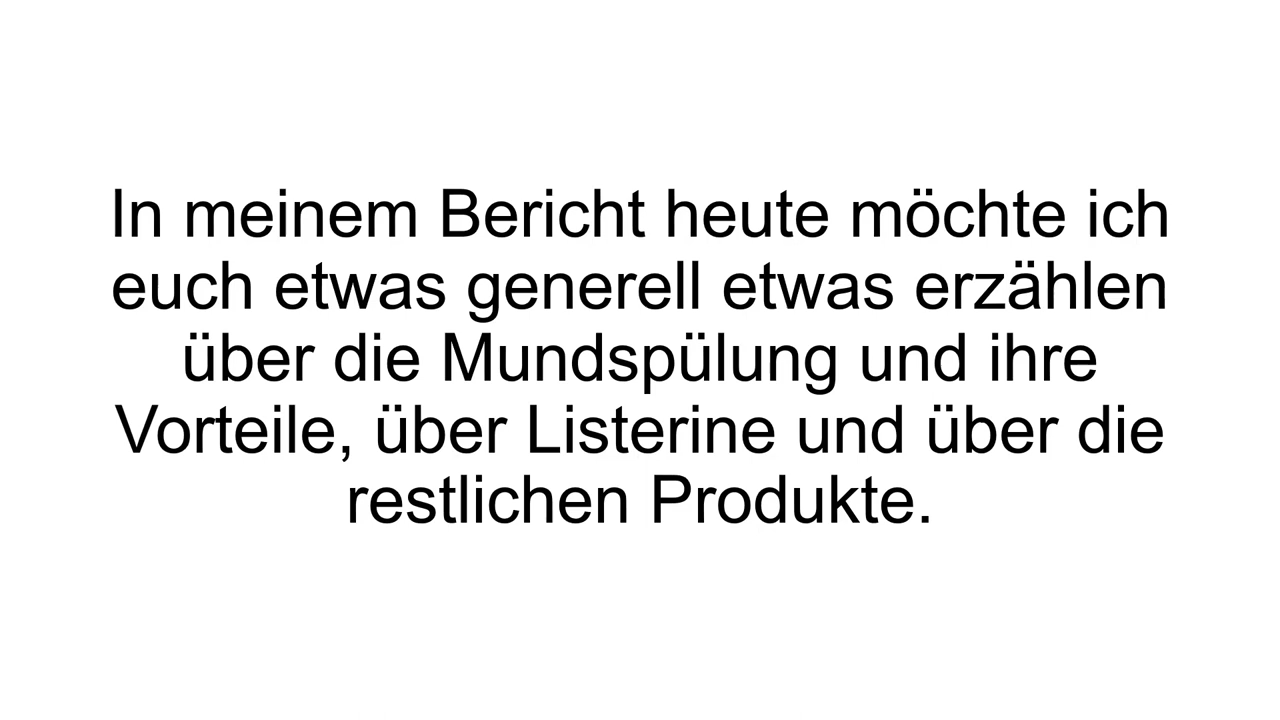 In meinem Bericht heute möchte ich
euch etwas generell etwas erzählen
über die Mundspülung und ihre
Vorteile, über Listerine und über die
restlichen Produkte.